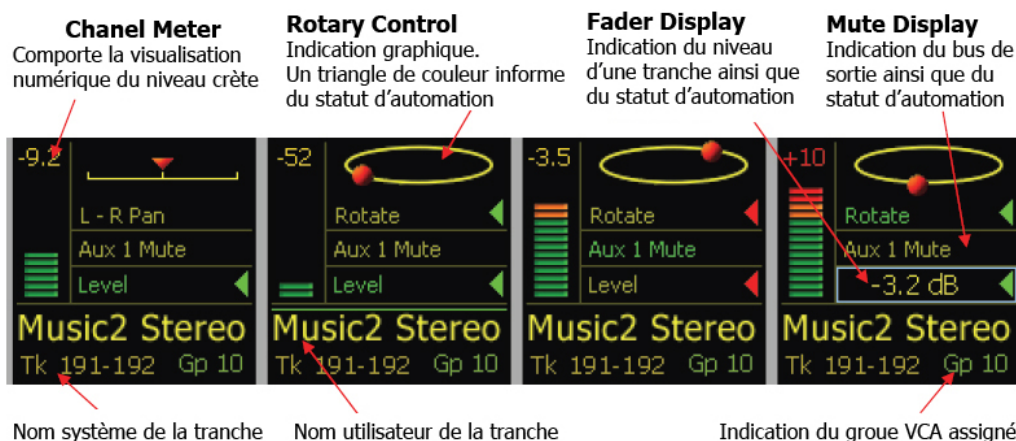 Chanel Meter
Comporte la visualisation
numérique du niveau crète
Rotary Control
Indication graphique.
Un triangle de couleur informe
du statut d'automation
Fader Display
Indication du niveau
d'une tranche ainsi que
du statut d'automation
Mute Display
Indication du bus de
sortie ainsi que du
statut d'automation
-9.2
L - R Pan
Aux 1 Mute
Level
Music2 Stereo
Tk 191-192 Gp 10
-52
Rotate
Aux 1 Mute
Level
Music2 Stereo
Tk 191-192 Gp 10
-3.5
Rotate
Aux 1 Mute
Level
Music2 Stereo
Tk 191-192 Gp 10
+10
Rotate
Aux 1 Mute
-3.2 dB
Music2 Stereo
Tk 191-192 Gp 10
Nom système de la tranche
Nom utilisateur de la tranche
Indication du groue VCA assigné